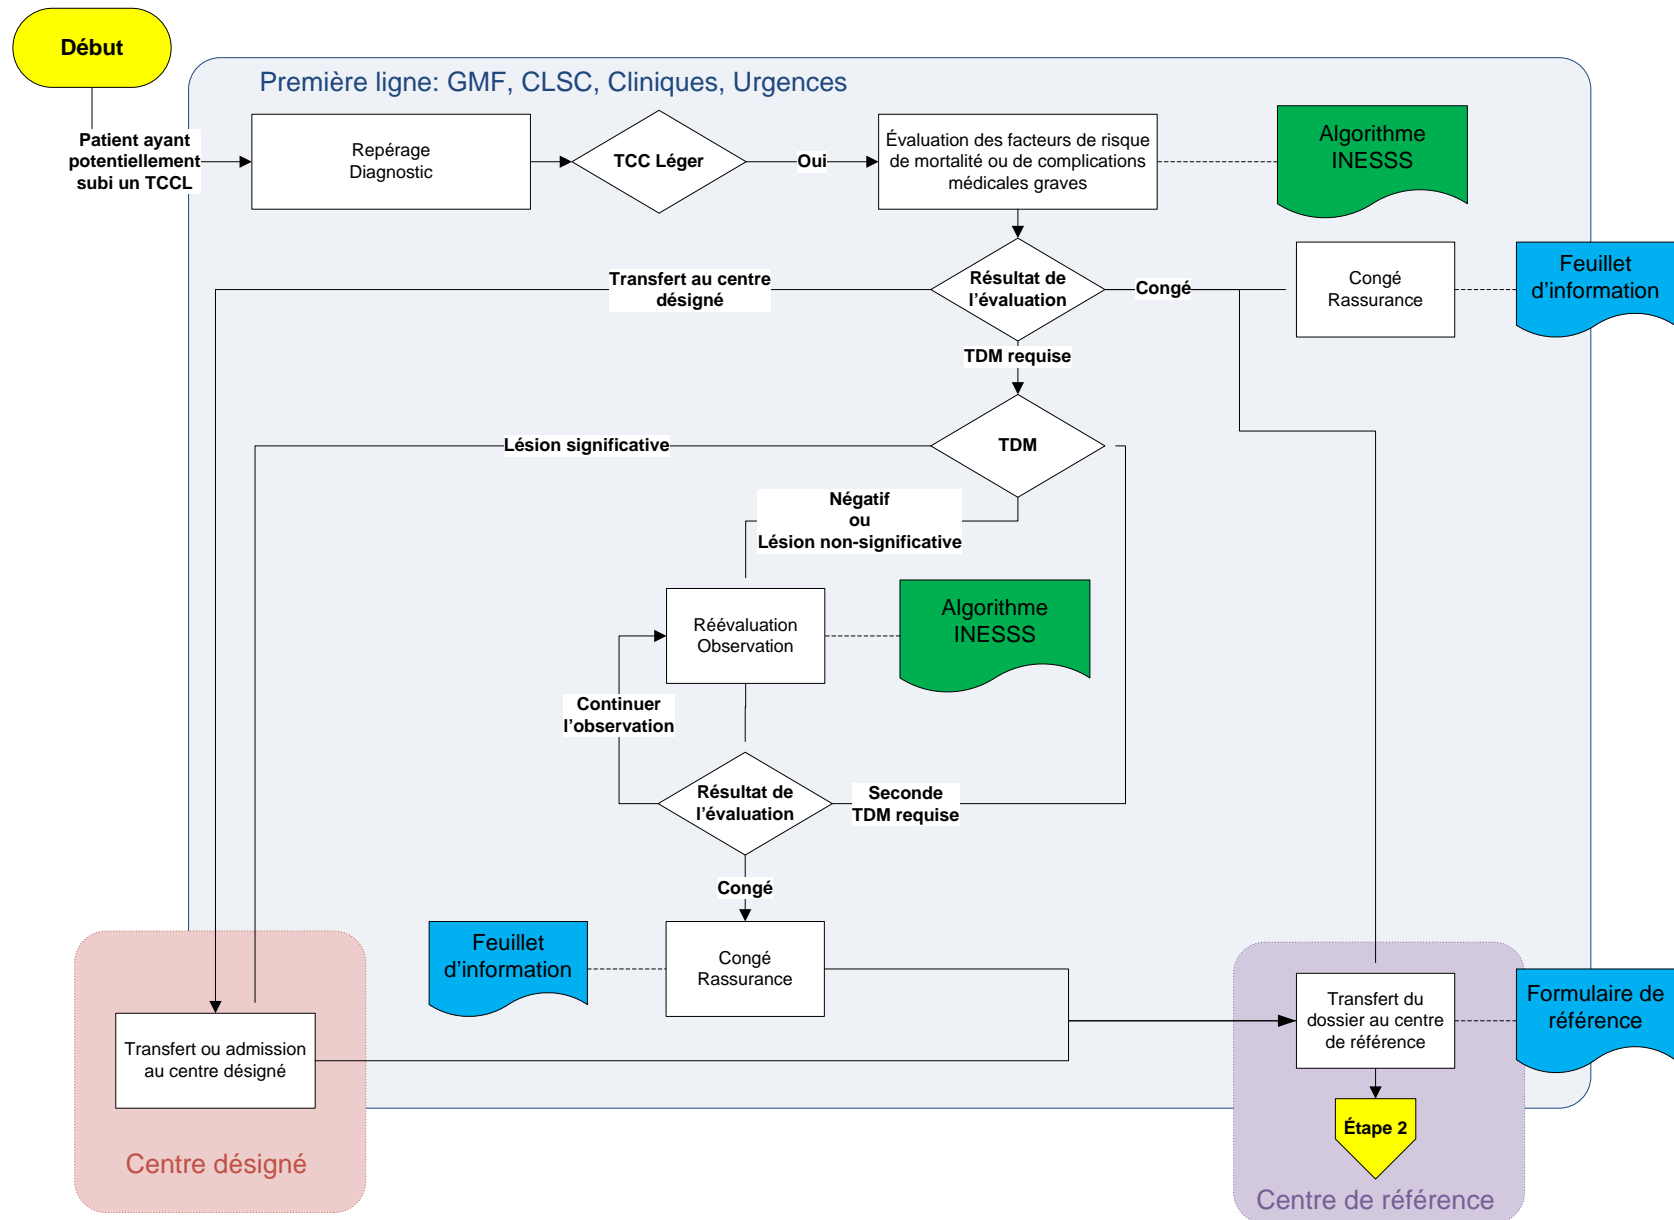 Début
Première ligne: GMF, CLSC, Cliniques, Urgences
Patient ayant
potentiellement
subi un TCCL
Repérage
Diagnostic
TCC Léger
Oui
Évaluation des facteurs de risque
de mortalité ou de complications
médicales graves
Algorithme
INESSS
Transfert au centre
désigné
Résultat de
l'évaluation
Congé
Congé
Rassurance
Feuillet
d'information
TDM requise
Lésion significative
TDM
Négatif
ou
Lésion non-significative
Réévaluation
Observation
Algorithme
INESSS
Continuer
l'observation
Résultat de
l'évaluation
Seconde
TDM requise
Congé
Feuillet
d'information
Congé
Rassurance
Transfert du
dossier au centre
de référence
Formulaire de
référence
Transfert ou admission
au centre désigné
Étape 2
Centre désigné
Centre de référence